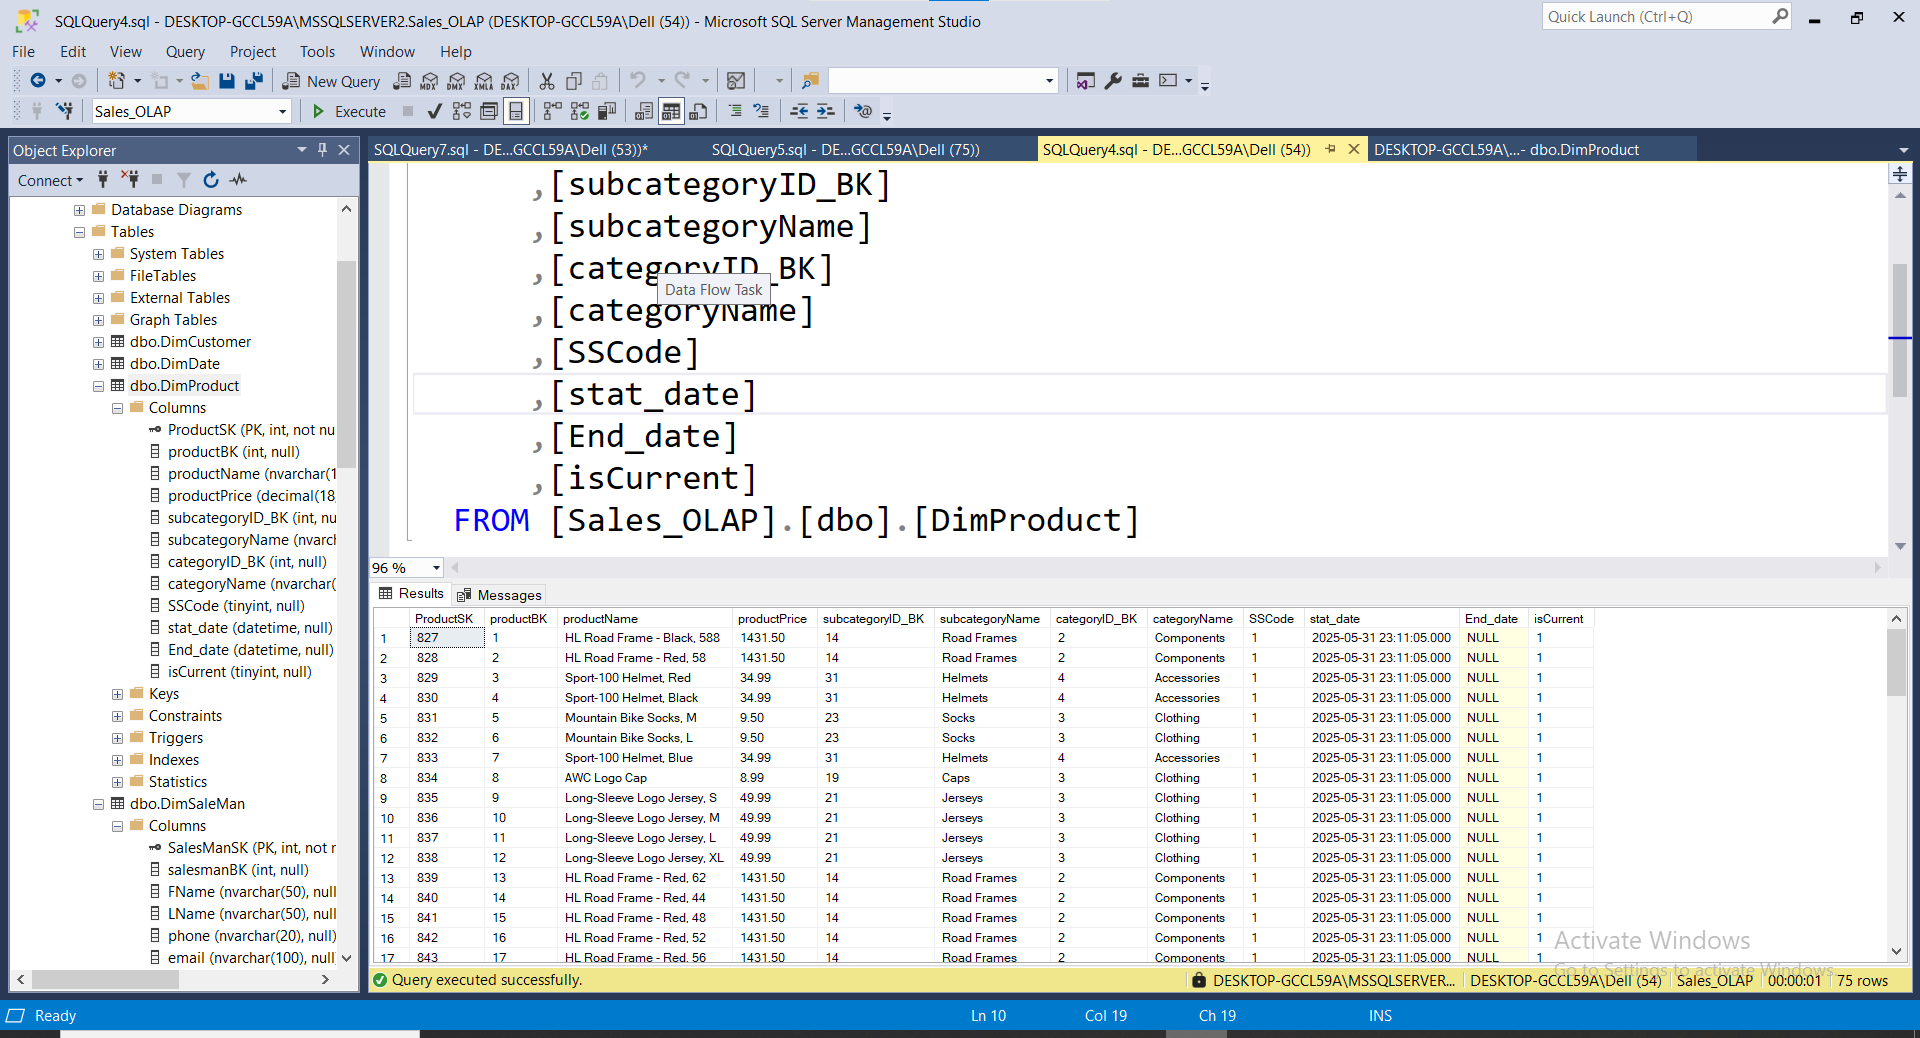 SQLQuery4.sql - DESKTOP-GCCL59A\MSSQLSERVER2.Sales_OLAP (DESKTOP-GCCL59A\Dell (54)) - Microsoft SQL Server Management Studio
Quick Launch (Ctrl+Q)
File Edit View Query Project Tools Window Help
New Query MDX DMX XMLA DAX
Sales_OLAP Execute
Object Explorer
Connect
Database Diagrams
Tables
System Tables
FileTables
External Tables
Graph Tables
dbo.DimCustomer
dbo.DimDate
dbo.DimProduct
Columns
ProductSK (PK, int, not nu
productBK (int, null)
productName (nvarchar(1
productPrice (decimal(18,
subcategoryID_BK (int, nu
subcategoryName (nvarch
categoryID_BK (int, null)
categoryName (nvarchar(
SSCode (tinyint, null)
stat_date (datetime, null)
End_date (datetime, null)
isCurrent (tinyint, null)
Keys
Constraints
Triggers
Indexes
Statistics
dbo.DimSaleMan
Columns
SalesManSK (PK, int, not r
salesmanBK (int, null)
FName (nvarchar(50), null
LName (nvarchar(50), null
phone (nvarchar(20), null)
email (nvarchar(100), null
SQLQuery7.sql - DE...GCCL59A\Dell (53))* SQLQuery5.sql - DE...GCCL59A\Dell (75)) SQLQuery4.sql - DE...GCCL59A\Dell (54)) DESKTOP-GCCL59A\...- dbo.DimProduct
,[subcategoryID_BK]
,[subcategoryName]
,[categoryID_BK]
Data Flow Task
,[categoryName]
,[SSCode]
,[stat_date]
,[End_date]
,[isCurrent]
FROM [Sales_OLAP].[dbo].[DimProduct]
96 %
Results Messages
ProductSK productBK productName productPrice subcategoryID_BK subcategoryName categoryID_BK categoryName SSCode stat_date End_date isCurrent
1 827 1 HL Road Frame - Black, 588 1431.50 14 Road Frames 2 Components 1 2025-05-31 23:11:05.000 NULL 1
2 828 2 HL Road Frame - Red, 58 1431.50 14 Road Frames 2 Components 1 2025-05-31 23:11:05.000 NULL 1
3 829 3 Sport-100 Helmet, Red 34.99 31 Helmets 4 Accessories 1 2025-05-31 23:11:05.000 NULL 1
4 830 4 Sport-100 Helmet, Black 34.99 31 Helmets 4 Accessories 1 2025-05-31 23:11:05.000 NULL 1
5 831 5 Mountain Bike Socks, M 9.50 23 Socks 3 Clothing 1 2025-05-31 23:11:05.000 NULL 1
6 832 6 Mountain Bike Socks, L 9.50 23 Socks 3 Clothing 1 2025-05-31 23:11:05.000 NULL 1
7 833 7 Sport-100 Helmet, Blue 34.99 31 Helmets 4 Accessories 1 2025-05-31 23:11:05.000 NULL 1
8 834 8 AWC Logo Cap 8.99 19 Caps 3 Clothing 1 2025-05-31 23:11:05.000 NULL 1
9 835 9 Long-Sleeve Logo Jersey, S 49.99 21 Jerseys 3 Clothing 1 2025-05-31 23:11:05.000 NULL 1
10 836 10 Long-Sleeve Logo Jersey, M 49.99 21 Jerseys 3 Clothing 1 2025-05-31 23:11:05.000 NULL 1
11 837 11 Long-Sleeve Logo Jersey, L 49.99 21 Jerseys 3 Clothing 1 2025-05-31 23:11:05.000 NULL 1
12 838 12 Long-Sleeve Logo Jersey, XL 49.99 21 Jerseys 3 Clothing 1 2025-05-31 23:11:05.000 NULL 1
13 839 13 HL Road Frame - Red, 62 1431.50 14 Road Frames 2 Components 1 2025-05-31 23:11:05.000 NULL 1
14 840 14 HL Road Frame - Red, 44 1431.50 14 Road Frames 2 Components 1 2025-05-31 23:11:05.000 NULL 1
15 841 15 HL Road Frame - Red, 48 1431.50 14 Road Frames 2 Components 1 2025-05-31 23:11:05.000 NULL 1
16 842 16 HL Road Frame - Red, 52 1431.50 14 Road Frames 2 Components 1 2025-05-31 23:11:05.000 NULL 1
17 843 17 HL Road Frame - Red, 56 1431.50 14 Road Frames 2 Components 1 2025-05-31 23:11:05.000 NULL 1
Activate Windows
Go to Settings to activate Windows.
Query executed successfully. DESKTOP-GCCL59A\MSSQLSERVER... DESKTOP-GCCL59A\Dell (54) Sales_OLAP 00:00:01 75 rows
Ready Ln 10 Col 19 Ch 19 INS